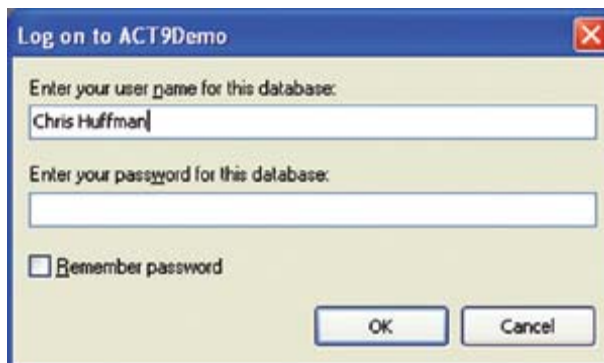 Log on to ACT9Demo
Enter your user name for this database:
Chris Huffman
Enter your password for this database:
Remember password
OK
Cancel